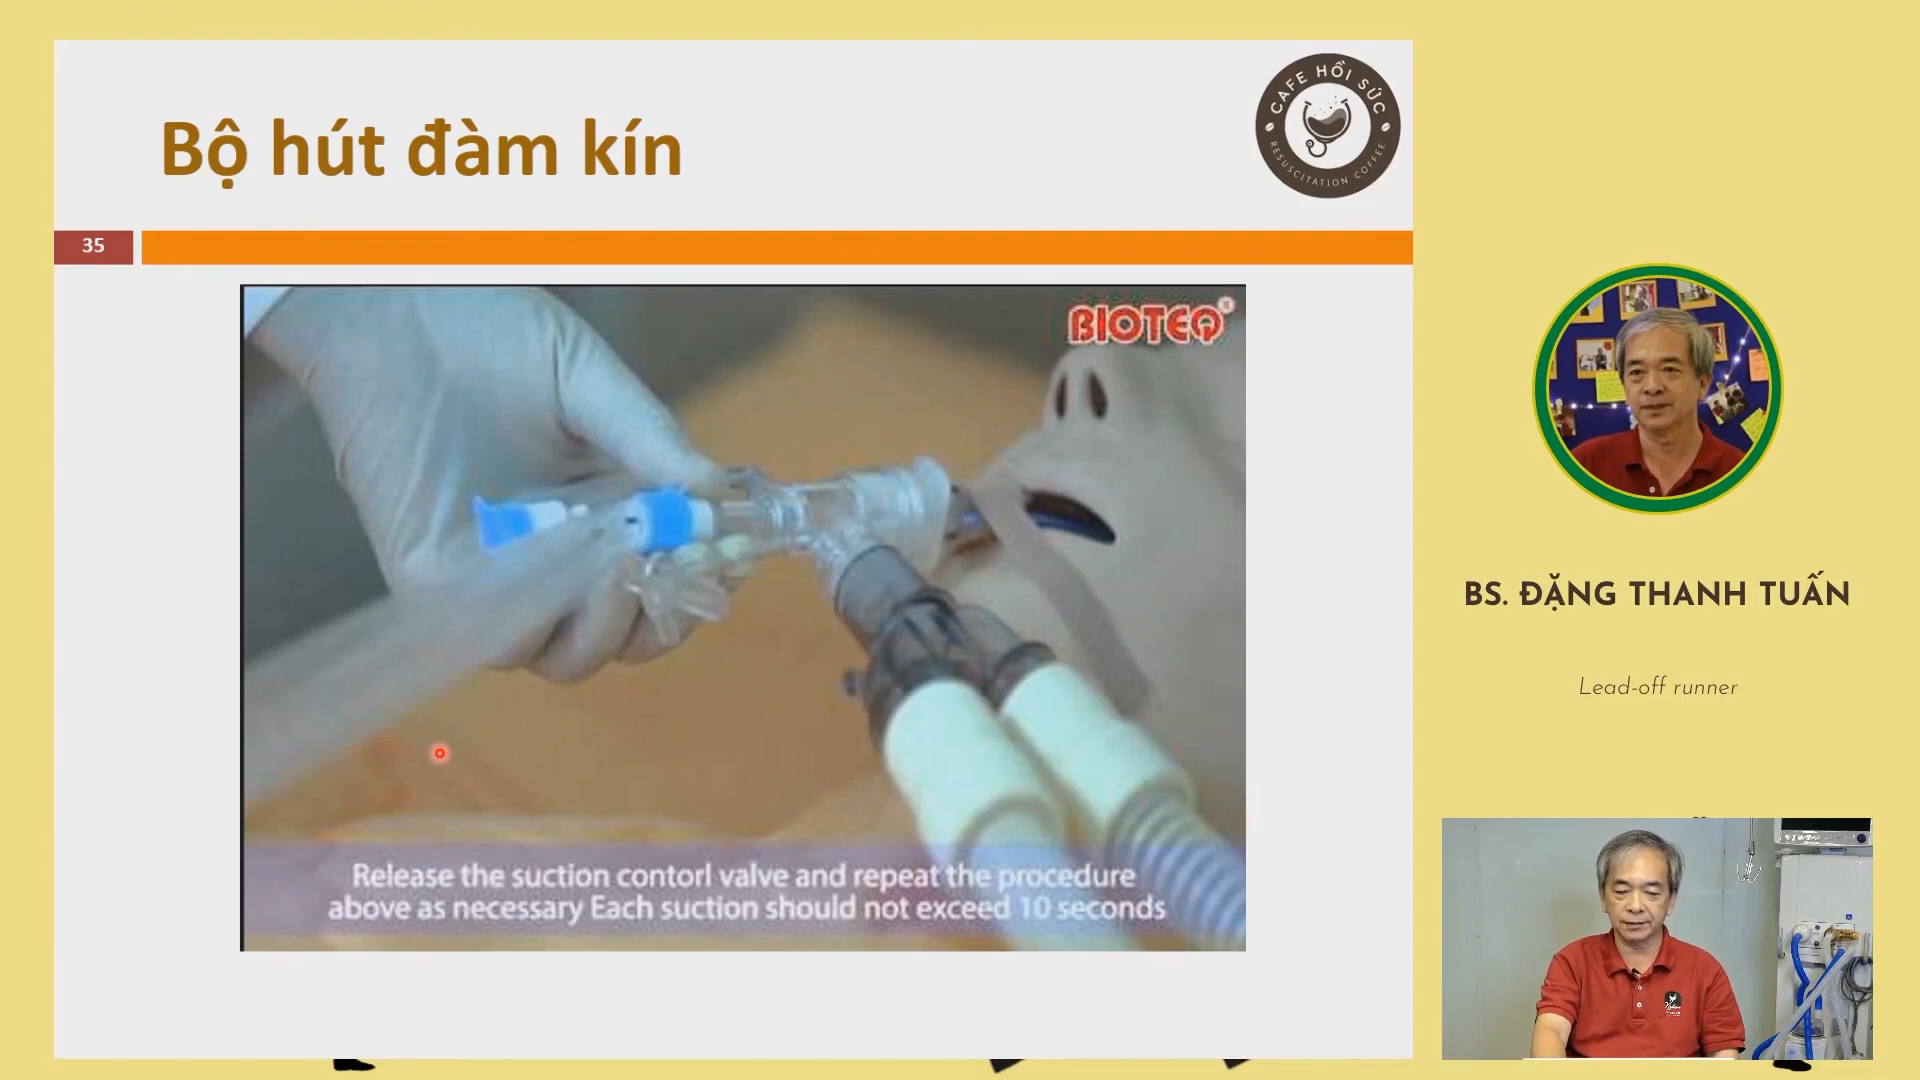 Bộ hút đàm kín
CAFE HỒI SỨC
RESUSCITATION COFFEE
35
BIOTEQ®
Release the suction contorl valve and repeat the procedure
above as necessary Each suction should not exceed 10 seconds
BS. ĐẶNG THANH TUẤN
Lead-off runner